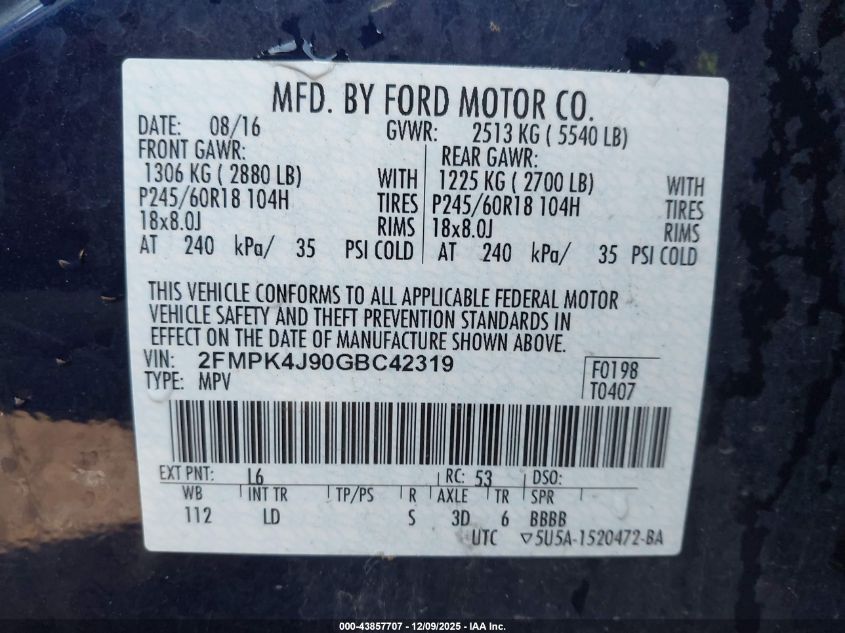 MFD. BY FORD MOTOR CO.
DATE: 08/16 GVWR: 2513 KG ( 5540 LB)
FRONT GAWR: REAR GAWR:
1306 KG ( 2880 LB) WITH 1225 KG ( 2700 LB) WITH
P245/60R18 104H TIRES P245/60R18 104H TIRES
18x8.0J RIMS 18x8.0J RIMS
AT 240 kPa/ 35 PSI COLD AT 240 kPa/ 35 PSI COLD
THIS VEHICLE CONFORMS TO ALL APPLICABLE FEDERAL MOTOR
VEHICLE SAFETY AND THEFT PREVENTION STANDARDS IN
EFFECT ON THE DATE OF MANUFACTURE SHOWN ABOVE.
VIN: 2FMPK4J90GBC42319 F0198
TYPE: MPV T0407
EXT PNT: L6 RC: 53 DSO:
WB INT TR TP/PS R AXLE TR SPR
112 LD S 3D 6 BBBB
UTC ▽5U5A-1520472-BA
000-43857707 - 12/09/2025 - IAA Inc.